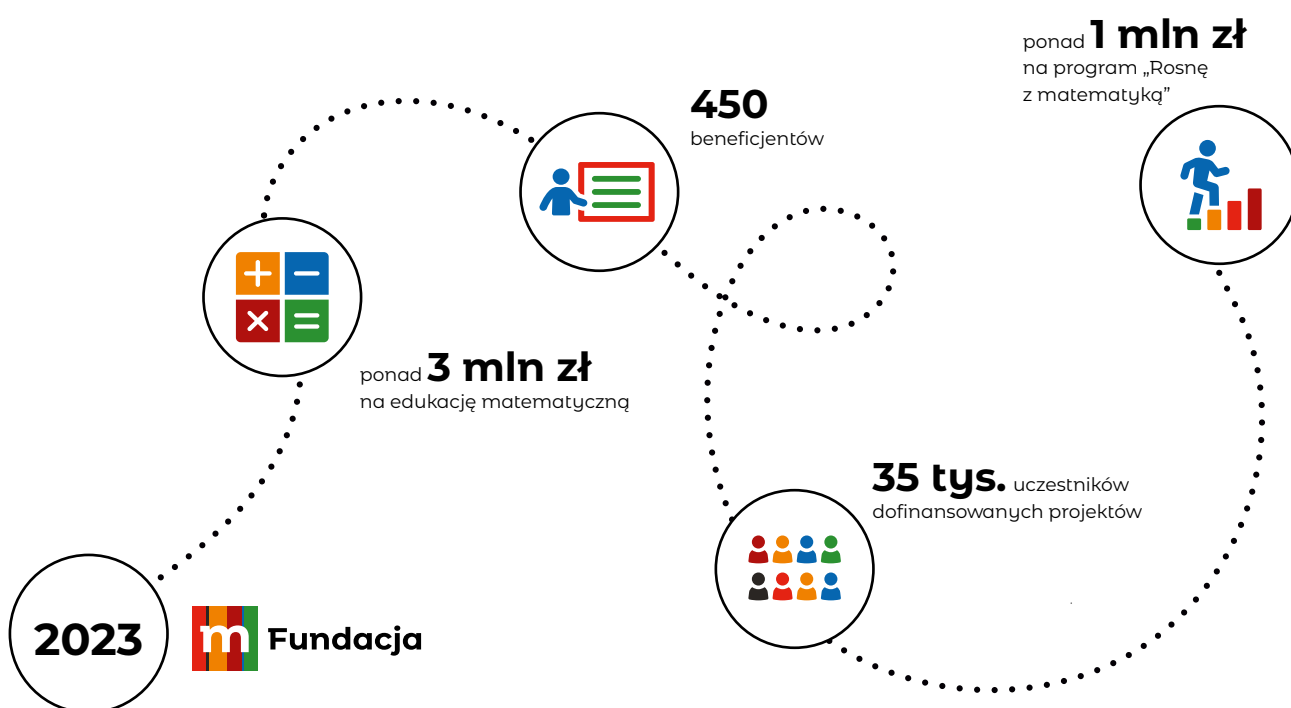 ponad 1 mln zł
na program „Rosnę
z matematyką”
450
beneficjentów
ponad 3 mln zł
na edukację matematyczną
35 tys. uczestników
dofinansowanych projektów
2023
m Fundacja